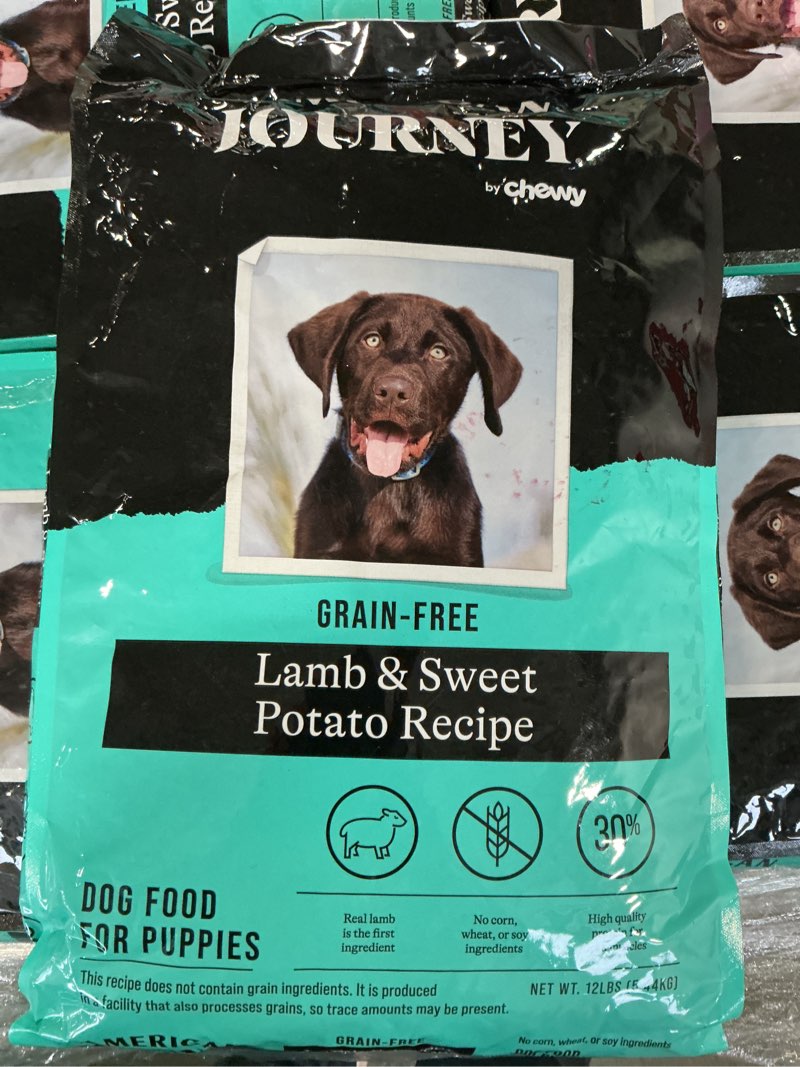 JOURNEY
by chewy
GRAIN-FREE
Lamb & Sweet
Potato Recipe
30%
DOG FOOD
FOR PUPPIES
Real lamb
is the first
ingredient
No corn,
wheat, or soy
ingredients
High quality
for
This recipe does not contain grain ingredients. It is produced
in a facility that also processes grains, so trace amounts may be present.
NET WT. 12LBS
GRAIN-FREE
No corn, wheat, or soy ingredients